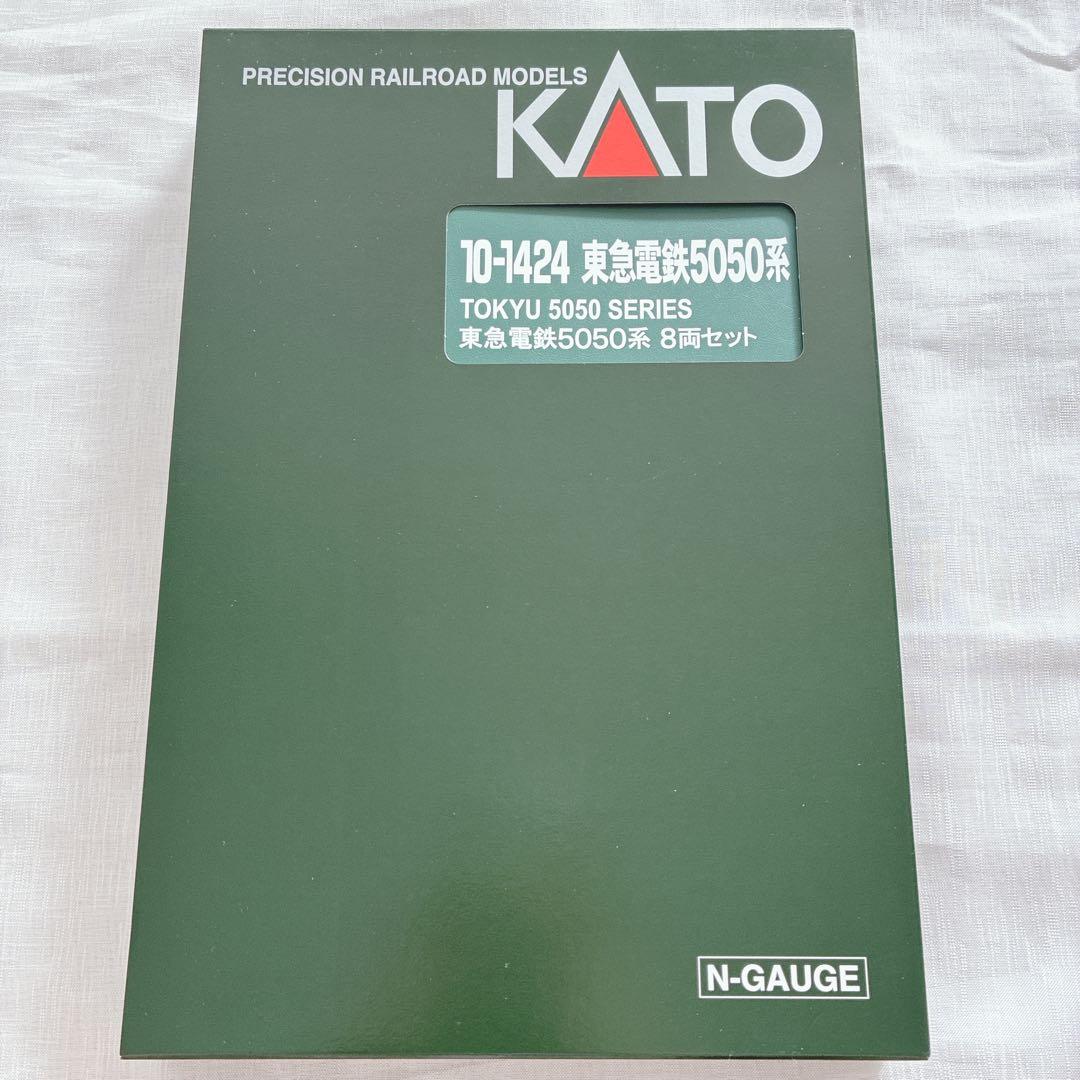 PRECISION RAILROAD MODELS
KATO
10-1424 東急電鉄5050系
TOKYU 5050 SERIES
東急電鉄5050系 8両セット
N-GAUGE